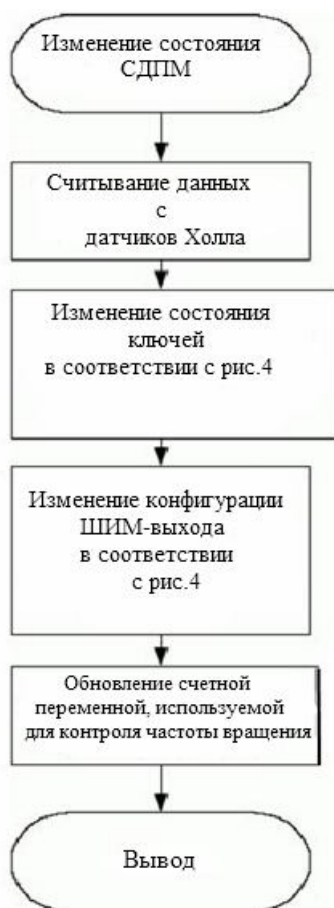 Изменение состояния
СДПМ
Считывание данных
с
датчиков Холла
Изменение состояния
ключей
в соответствии с рис.4
Изменение конфигурации
ШИМ-выхода
в соответствии
с рис.4
Обновление счетной
переменной, используемой
для контроля частоты вращения
Вывод